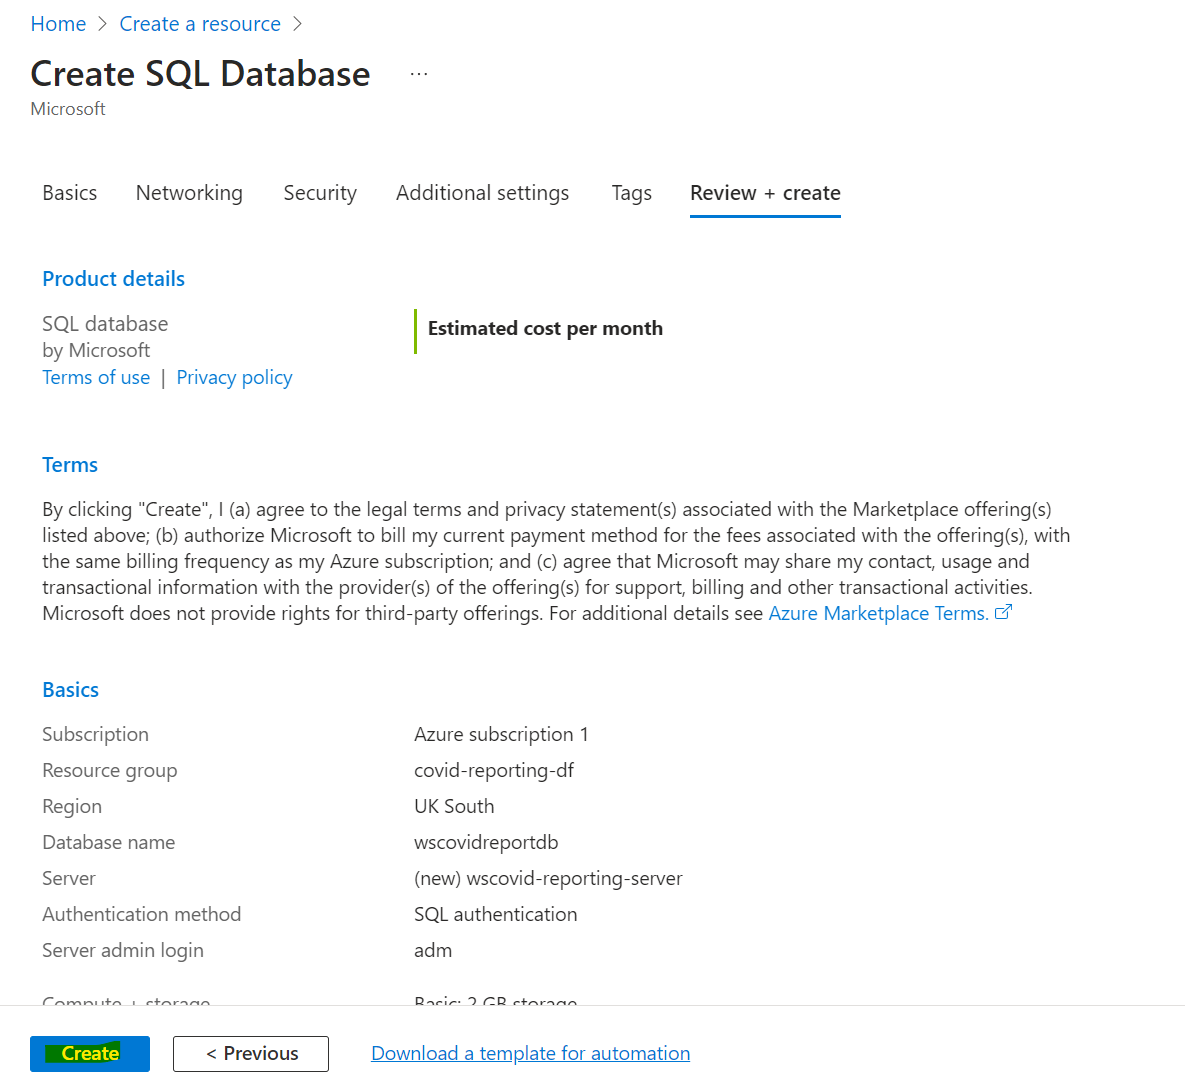 Home > Create a resource >
Create SQL Database ...
Microsoft
Basics Networking Security Additional settings Tags Review + create
Product details
SQL database
by Microsoft
Terms of use | Privacy policy
Estimated cost per month
Terms
By clicking "Create", I (a) agree to the legal terms and privacy statement(s) associated with the Marketplace offering(s)
listed above; (b) authorize Microsoft to bill my current payment method for the fees associated with the offering(s), with
the same billing frequency as my Azure subscription; and (c) agree that Microsoft may share my contact, usage and
transactional information with the provider(s) of the offering(s) for support, billing and other transactional activities.
Microsoft does not provide rights for third-party offerings. For additional details see Azure Marketplace Terms.
Basics
Subscription Azure subscription 1
Resource group covid-reporting-df
Region UK South
Database name wscovidreportdb
Server (new) wscovid-reporting-server
Authentication method SQL authentication
Server admin login adm
Compute + storage Basic: 2 GB storage
Create < Previous Download a template for automation